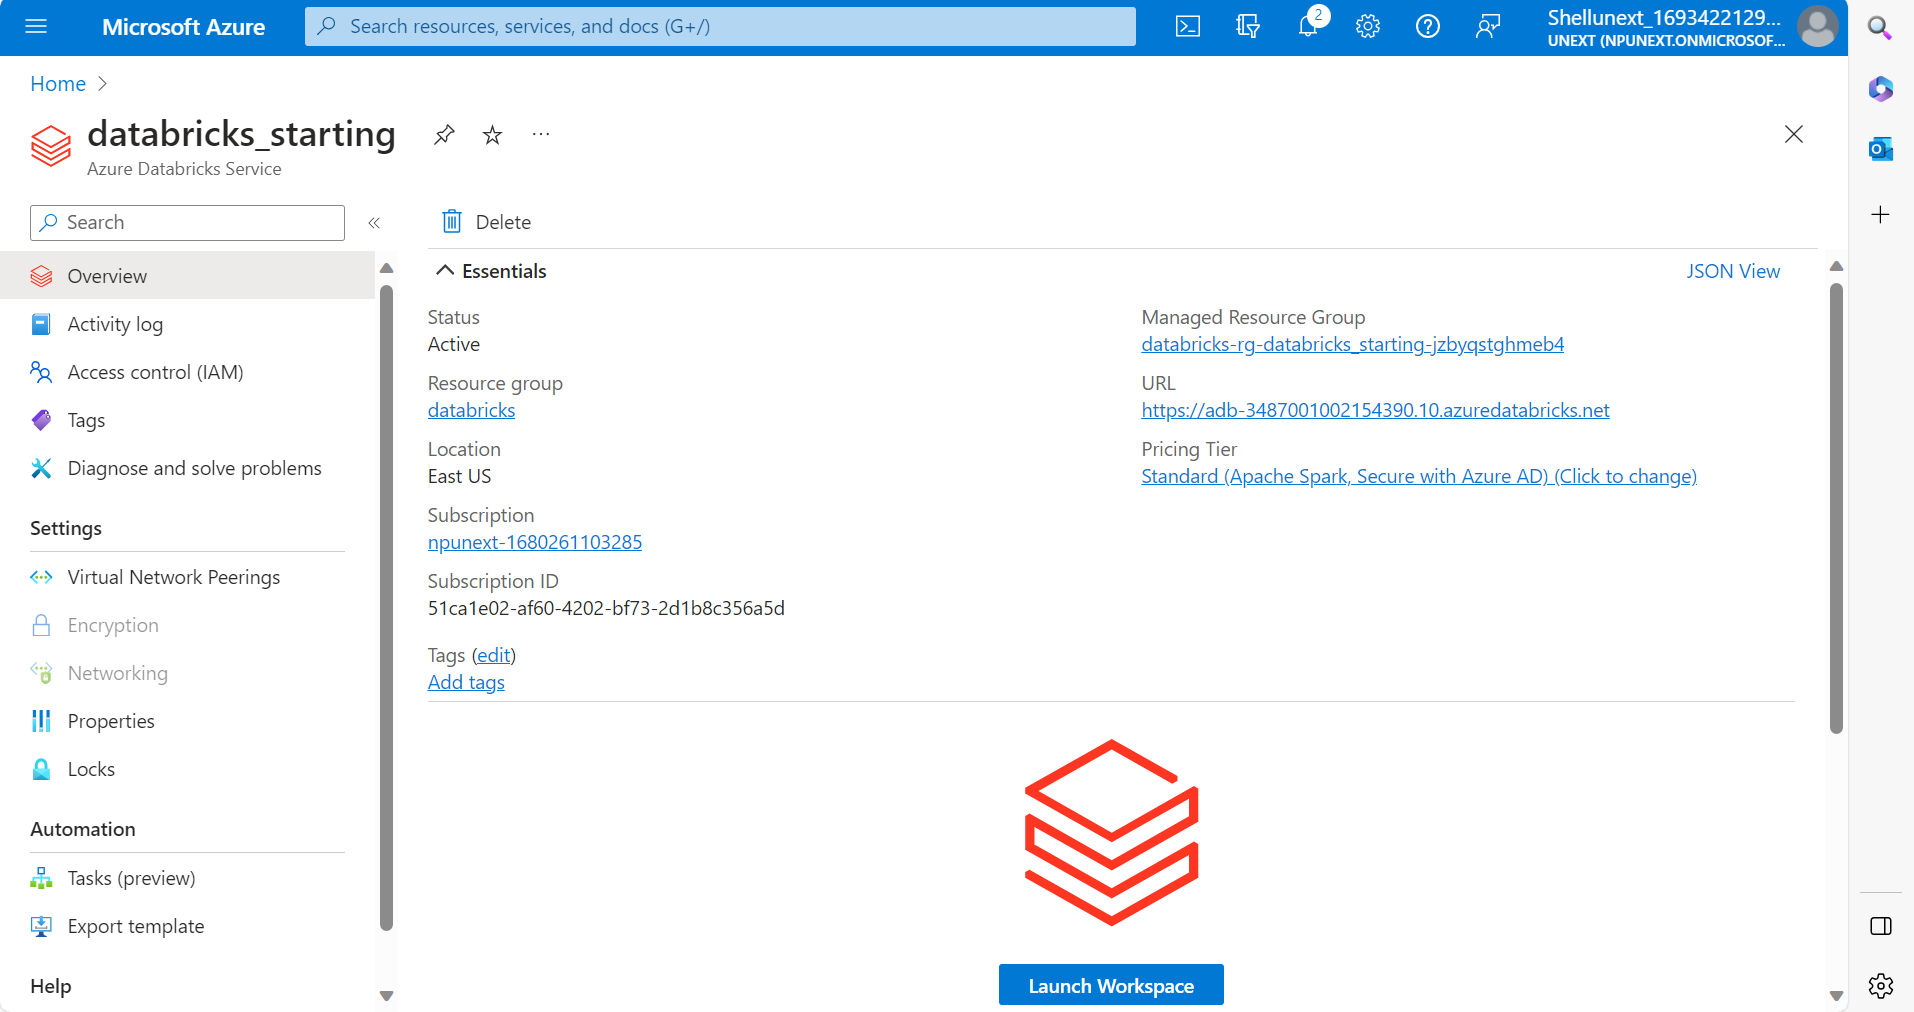 Microsoft Azure
Search resources, services, and docs (G+/)
2
Shellunext_1693422129...
UNEXT (NPUNEXT.ONMICROSOF...
Home
databricks_starting
Azure Databricks Service
Search
«
Overview
Activity log
Access control (IAM)
Tags
Diagnose and solve problems
Settings
Virtual Network Peerings
Encryption
Networking
Properties
Locks
Automation
Tasks (preview)
Export template
Help
Delete
Essentials
JSON View
Status
Active
Resource group
databricks
Location
East US
Subscription
npunext-1680261103285
Subscription ID
51ca1e02-af60-4202-bf73-2d1b8c356a5d
Tags (edit)
Add tags
Managed Resource Group
databricks-rg-databricks_starting-jzbyqstghmeb4
URL
https://adb-3487001002154390.10.azuredatabricks.net
Pricing Tier
Standard (Apache Spark, Secure with Azure AD) (Click to change)
Launch Workspace